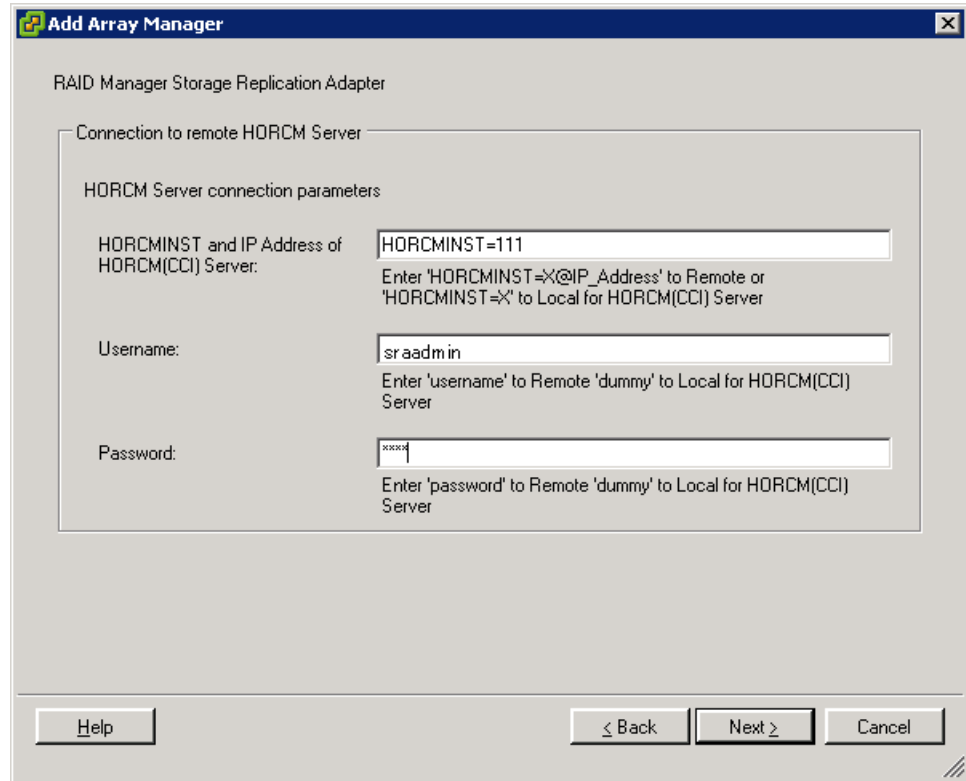 Add Array Manager
RAID Manager Storage Replication Adapter
Connection to remote HORCM Server
HORCM Server connection parameters
HORCMINST and IP Address of
HORCM(CCI) Server:
HORCMINST=111
Enter 'HORCMINST=X@IP_Address' to Remote or
'HORCMINST=X' to Local for HORCM(CCI) Server
Username:
sraadmin
Enter 'username' to Remote 'dummy' to Local for HORCM(CCI)
Server
Password:
****
Enter 'password' to Remote 'dummy' to Local for HORCM(CCI)
Server
Help
< Back
Next >
Cancel